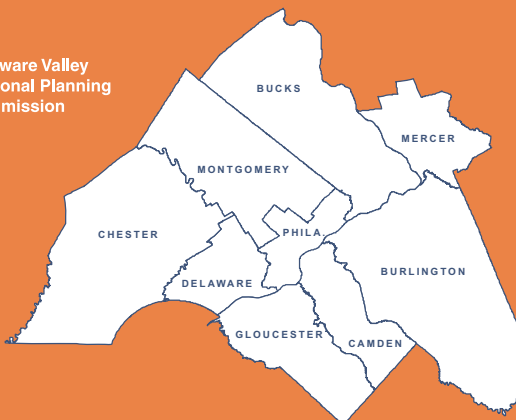 ware Valley
onal Planning
mission
BUCKS
MERCER
MONTGOMERY
CHESTER
PHILA.
DELAWARE
BURLINGTON
GLOUCESTER
CAMDEN